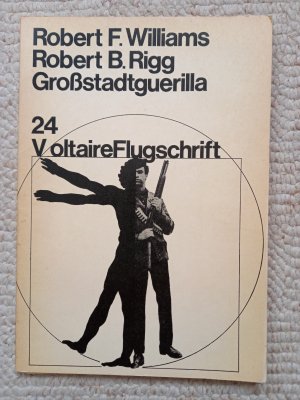 Robert F. Williams
Robert B. Rigg
Großstadtguerilla
24
VoltaireFlugschrift